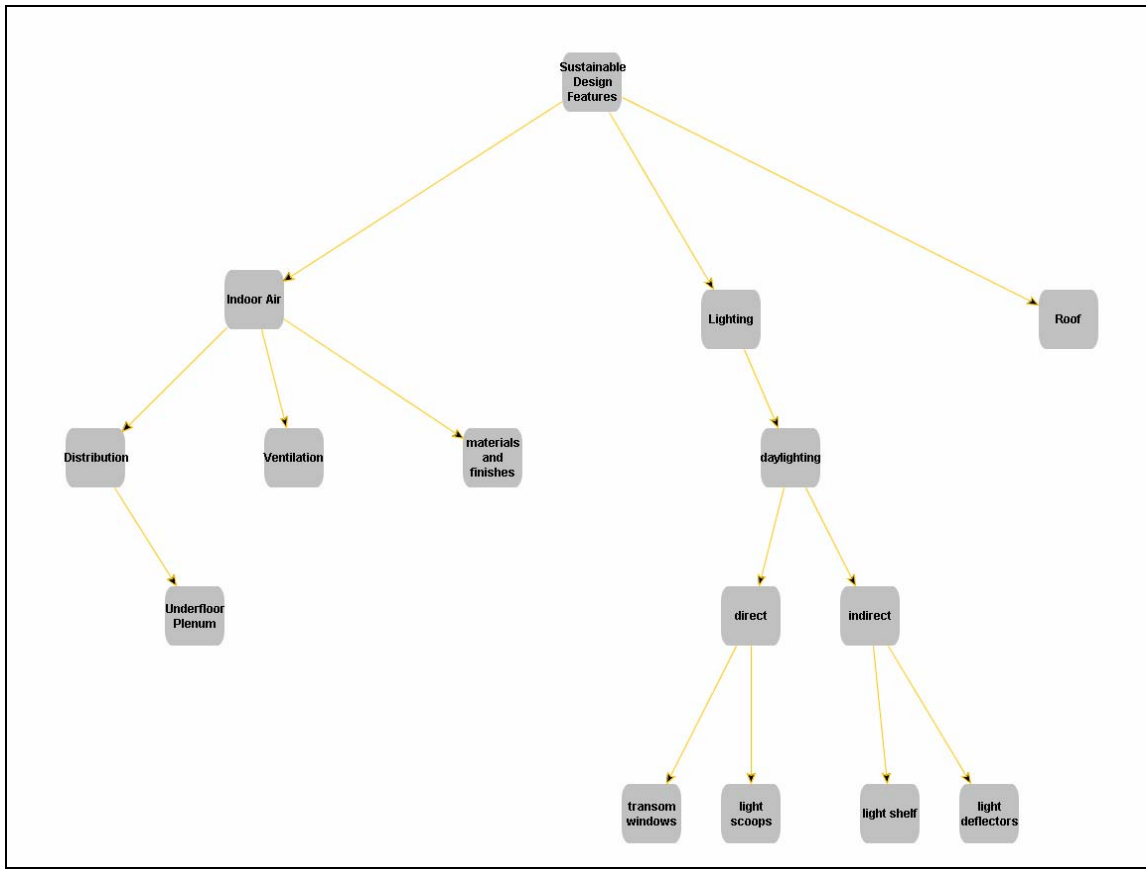 Sustainable
Design
Features
Indoor Air
Lighting
Roof
Distribution
Ventilation
materials
and
finishes
daylighting
Underfloor
Plenum
direct
indirect
transom
windows
light
scoops
light shelf
light
deflectors